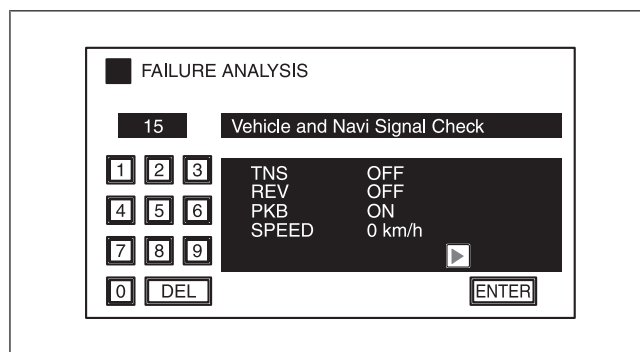 FAILURE ANALYSIS
15 Vehicle and Navi Signal Check
1 2 3
TNS OFF
REV OFF
4 5 6
PKB ON
SPEED 0 km/h
7 8 9
0 DEL ENTER